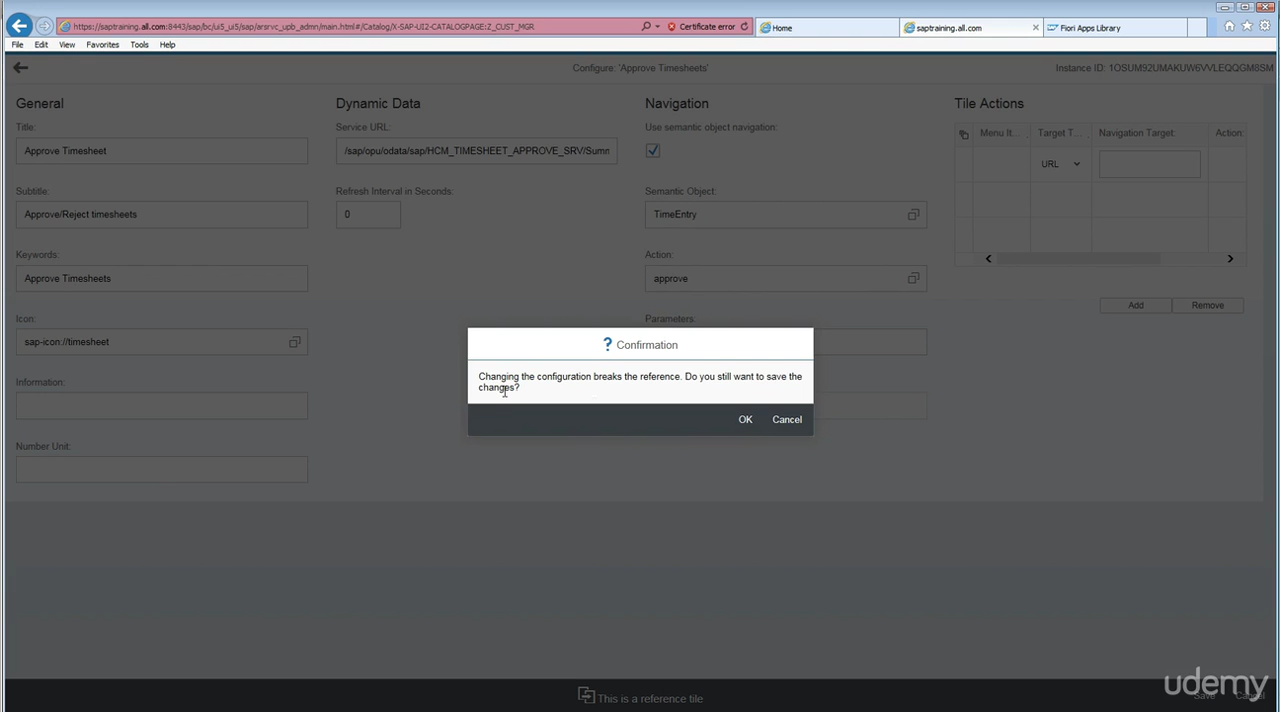 https://saptraining.all.com:8443/sap/bc/ui5_ui5/sap/arsrvc_upb_admn/main.html#/Catalog/X-SAP-UI2-CATALOGPAGE:Z_CUST_MGR
Certificate error
Home
saptraining.all.com
Fiori Apps Library
File Edit View Favorites Tools Help
Configure: 'Approve Timesheets'
Instance ID: 1OSUM92UMAKUW6VVLEQQGM8SM
General
Dynamic Data
Navigation
Tile Actions
Title:
Service URL:
Use semantic object navigation:
Menu It...
Target T...
Navigation Target:
Action:
Approve Timesheet
/sap/opu/odata/sap/HCM_TIMESHEET_APPROVE_SRV/Summ
URL
Subtitle:
Refresh Interval in Seconds:
Semantic Object:
Approve/Reject timesheets
0
TimeEntry
Keywords:
Action:
Approve Timesheets
approve
Add
Remove
Icon:
Parameters:
sap-icon://timesheet
Information:
Number Unit:
? Confirmation
Changing the configuration breaks the reference. Do you still want to save the
changes?
OK
Cancel
This is a reference tile
Save
Cancel
udemy